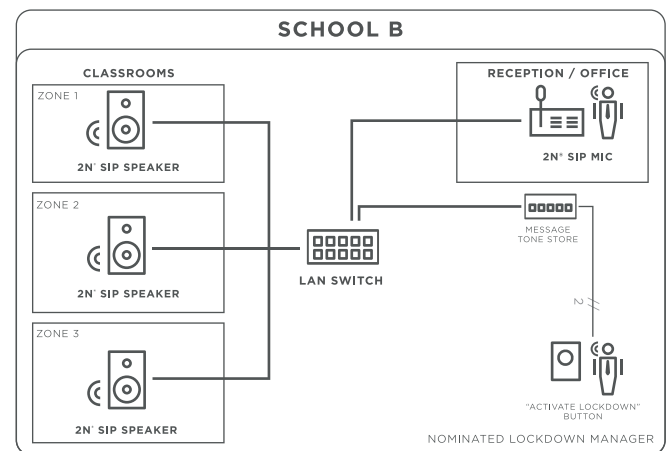 SCHOOL B
CLASSROOMS
ZONE 1
2N° SIP SPEAKER
ZONE 2
2N° SIP SPEAKER
ZONE 3
2N° SIP SPEAKER
LAN SWITCH
RECEPTION / OFFICE
2N® SIP MIC
MESSAGE
TONE STORE
2
"ACTIVATE LOCKDOWN"
BUTTON
NOMINATED LOCKDOWN MANAGER